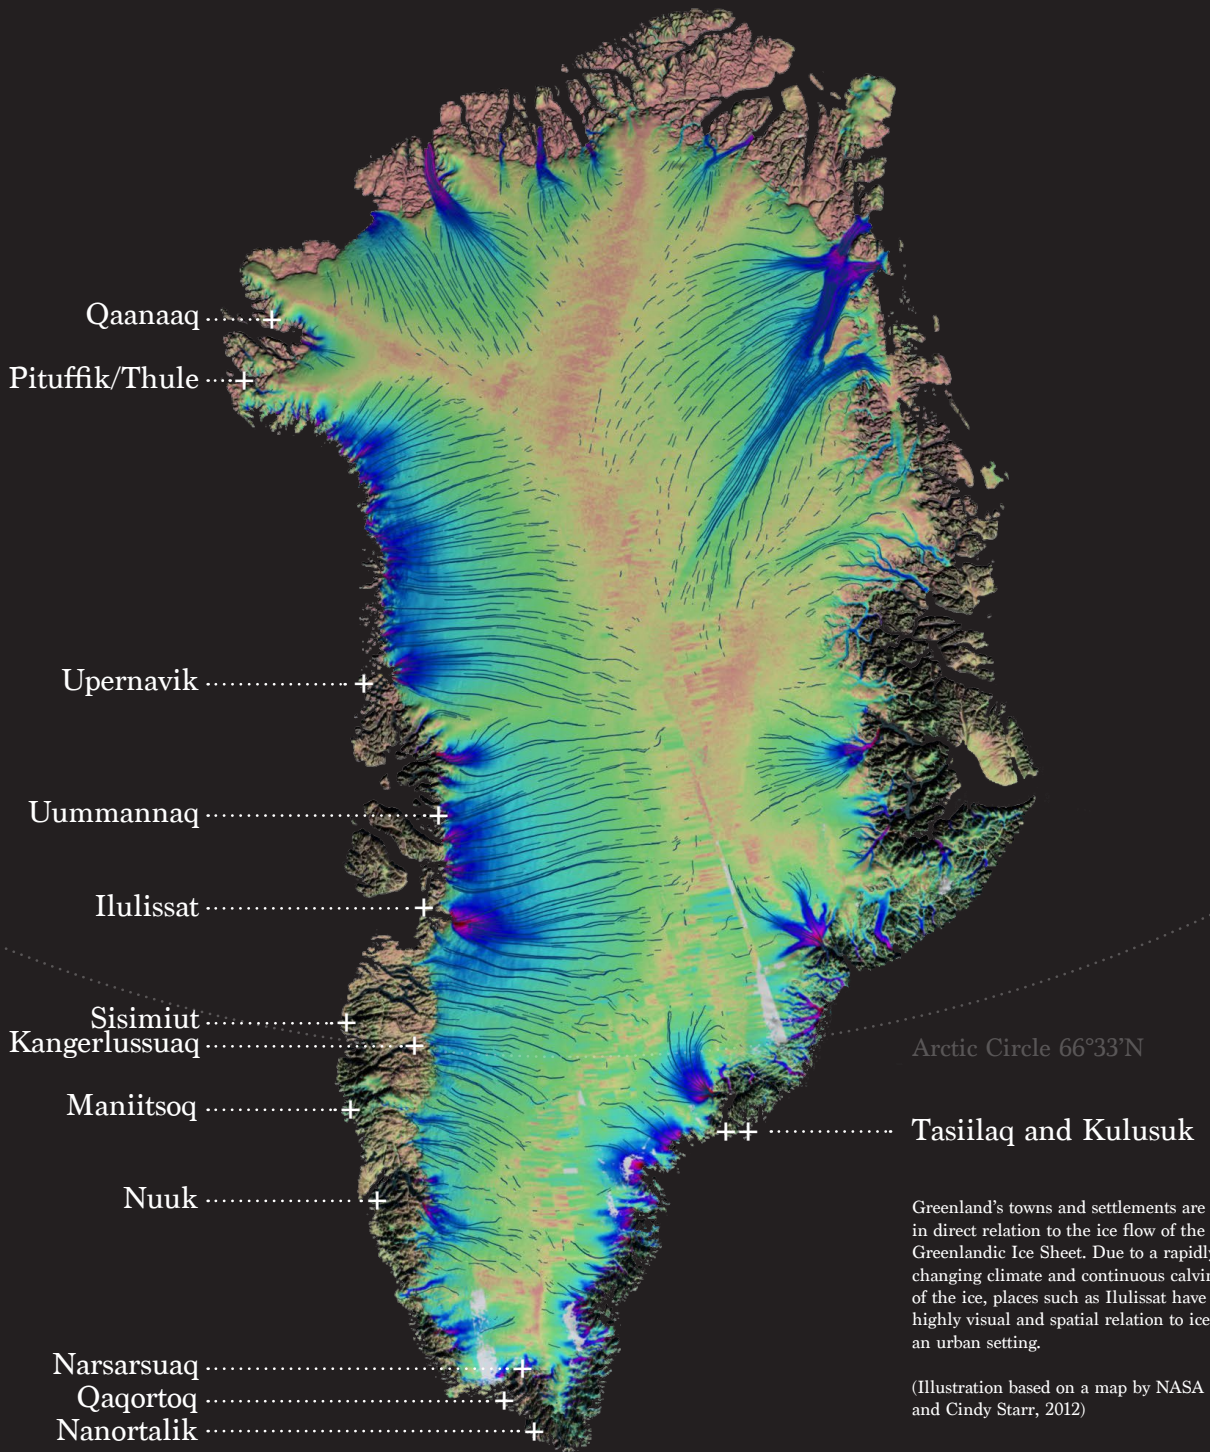 Qaanaaq
Pituffik/Thule
Upernavik
Uummannaq
Ilulissat
Sisimiut
Kangerlussuaq
Arctic Circle 66°33’N
Maniitsoq
Tasiilaq and Kulusuk
Nuuk
Greenland’s towns and settlements are
in direct relation to the ice flow of the
Greenlandic Ice Sheet. Due to a rapidly
changing climate and continuous
of the ice, places such as Ilulissat have
highly visual and spatial relation to ice
an urban setting.
(Illustration based on a map by NASA
and Cindy Starr, 2012)
Narsarsuaq
Qaqortoq
Nanortalik